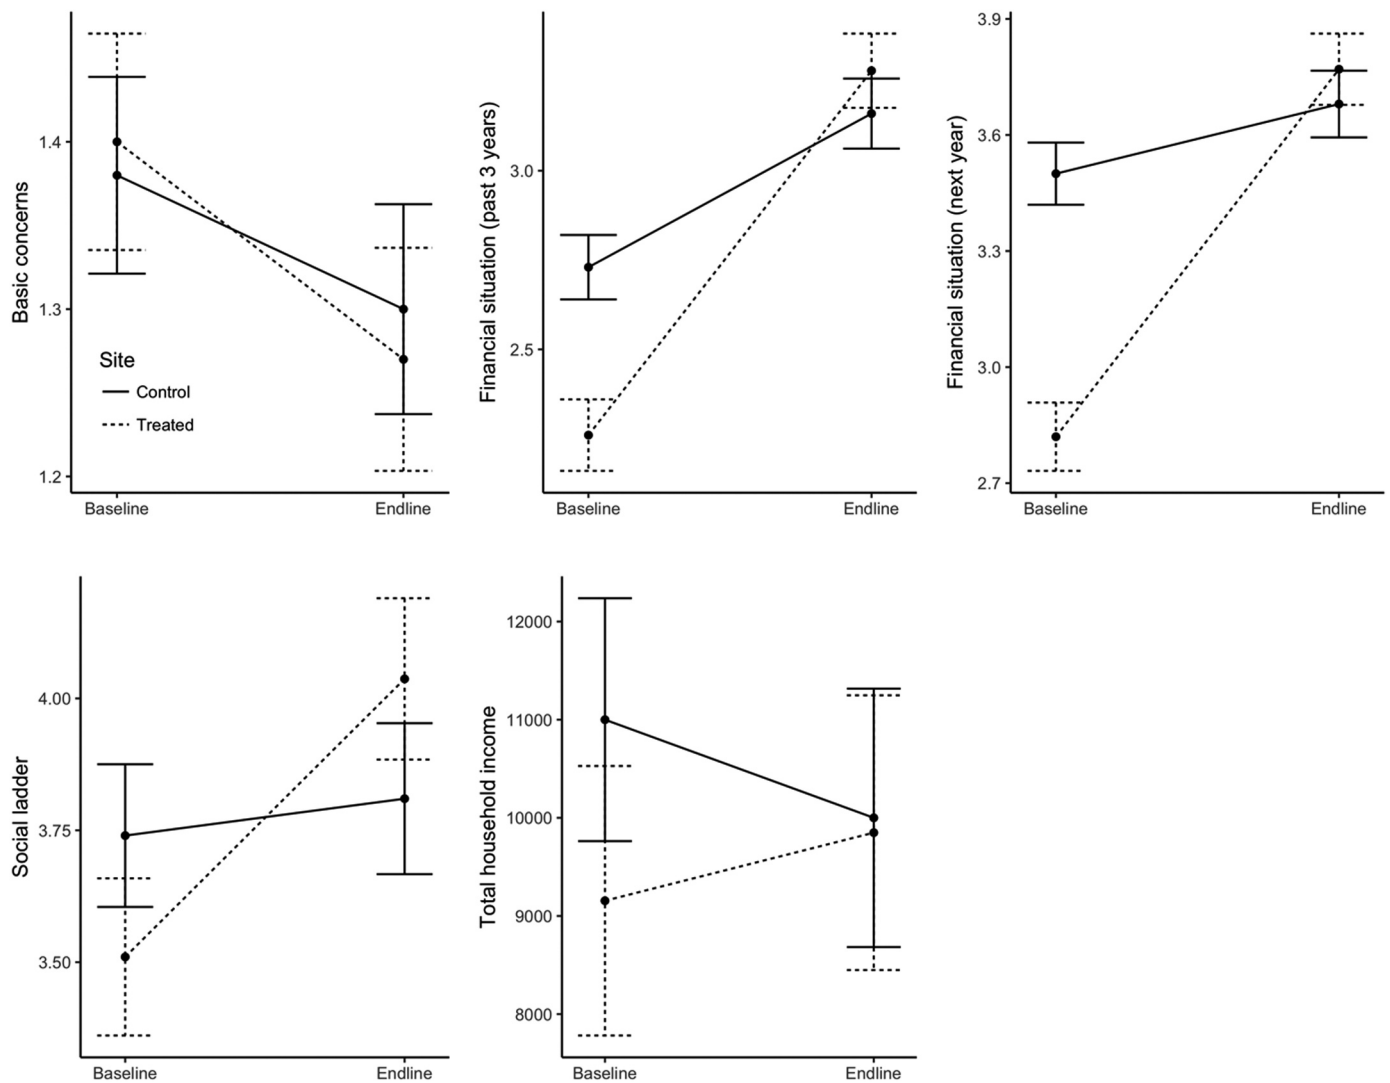 Basic concerns
1.4
1.3
1.2
Site
Control
Treated
Baseline
Endline
Financial situation (past 3 years)
3.0
2.5
Baseline
Endline
Financial situation (next year)
3.9
3.6
3.3
3.0
2.7
Baseline
Endline
Social ladder
4.00
3.75
3.50
Baseline
Endline
Total household income
12000
11000
10000
9000
8000
Baseline
Endline